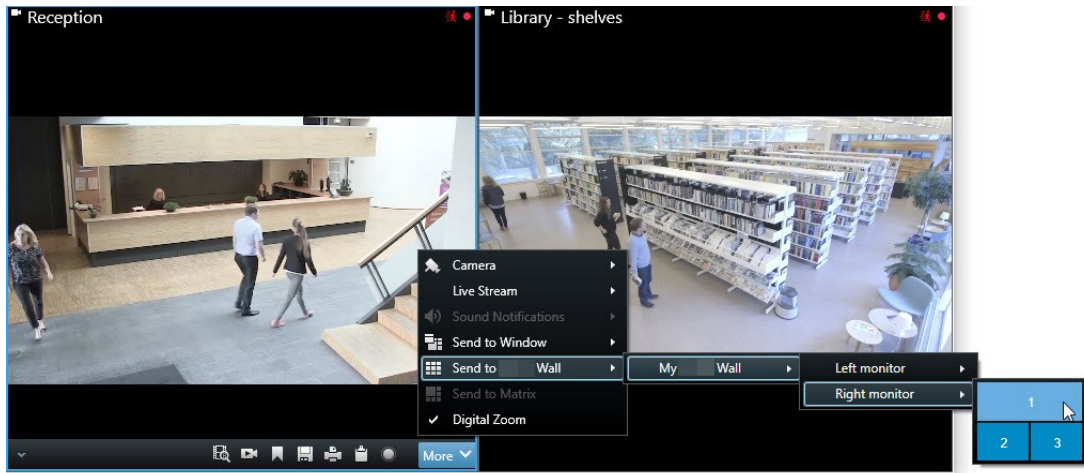 Reception
Library - shelves
Camera
Live Stream
Sound Notifications
Send to Window
Send to Wall
My Wall
Left monitor
Send to Matrix
Right monitor
1
Digital Zoom
2 3
More